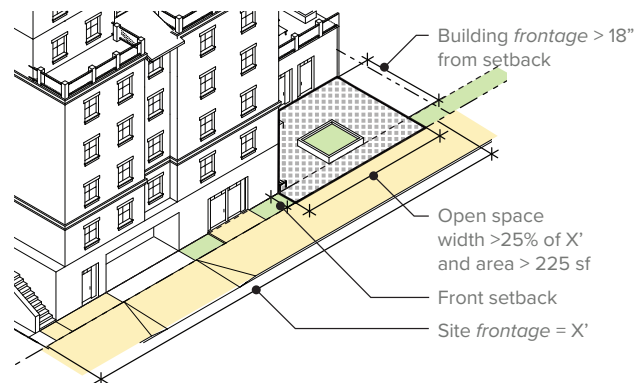 Building frontage > 18”
from setback
Open space
width >25% of X’
and area > 225 sf
Front setback
Site frontage = X’